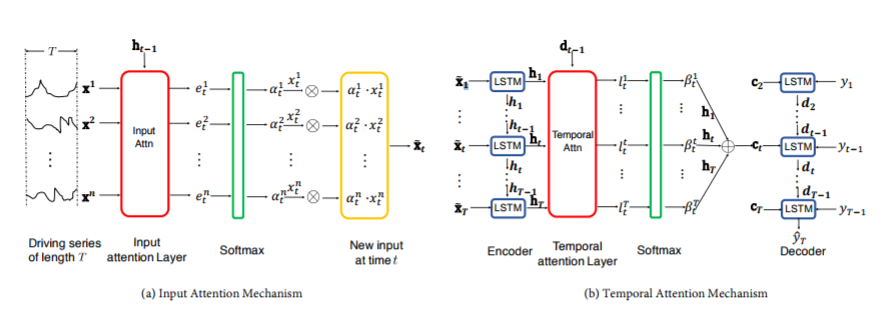 T
h_{t−1}
x^1
e_t^1
α_t^1 x_t^1
⊗
α_t^1 · x_t^1
x^2
Input
Attn
e_t^2
α_t^2 x_t^2
⊗
α_t^2 · x_t^2
x̃_t
x^n
e_t^n
α_t^n x_t^n
⊗
α_t^n · x_t^n
Driving series
of length T
Input
attention Layer
Softmax
New input
at time t
(a) Input Attention Mechanism
d_{t−1}
x̃_1
LSTM
h_1
l_t^1
β_t^1
h_1
h_1
h_{t−1}
x̃_t
LSTM
h_t
Temporal
Attn
l_t^t
β_t^t
h_t
h_t
h_{T−1}
x̃_T
LSTM
h_T
l_t^T
β_t^T
h_T
⊕
c_2
LSTM
y_1
d_2
d_{t−1}
c_t
LSTM
y_{t−1}
d_t
d_{T−1}
c_T
LSTM
y_{T−1}
ŷ_T
Encoder
Temporal
attention Layer
Softmax
Decoder
(b) Temporal Attention Mechanism